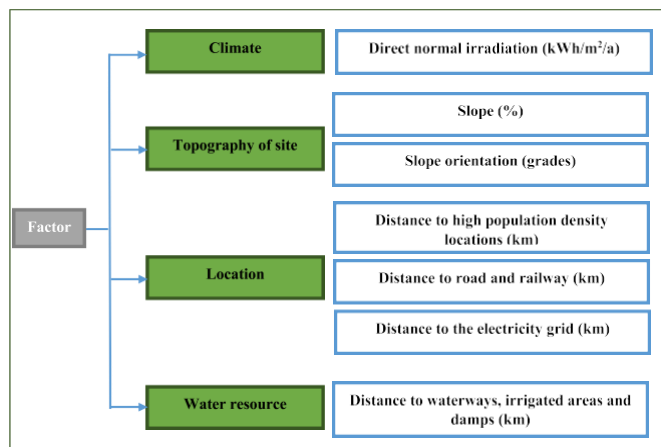 Climate
Direct normal irradiation (kWh/m²/a)
Slope (%)
Topography of site
Slope orientation (grades)
Factor
Distance to high population density
locations (km)
Location
Distance to road and railway (km)
Distance to the electricity grid (km)
Water resource
Distance to waterways, irrigated areas and
damps (km)